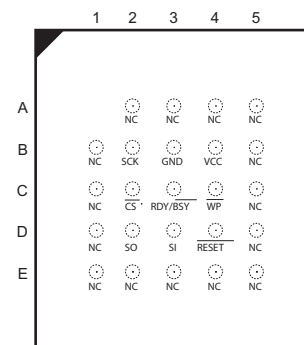 1 2 3 4 5
A
NC NC NC NC
B
NC SCK GND VCC NC
C
NC CS RDY/BSY WP NC
D
NC SO SI RESET NC
E
NC NC NC NC NC